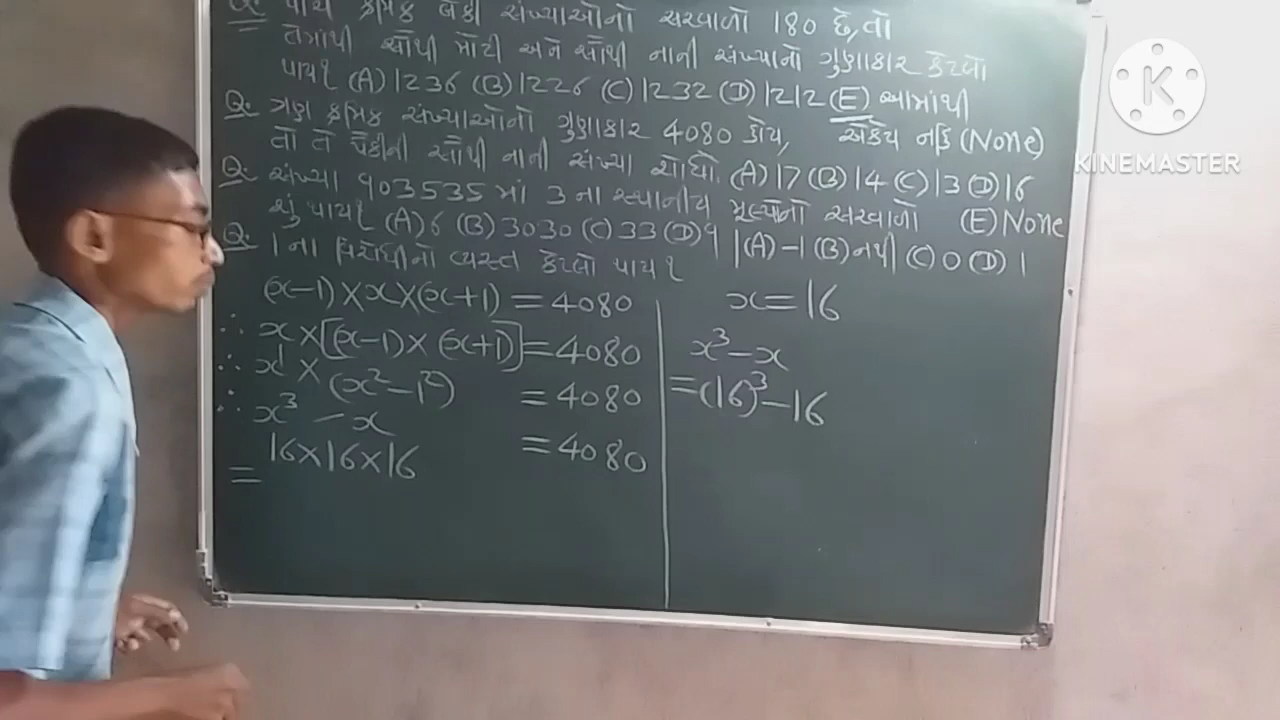 Q: પાંચ ક્રમિક બેકી સંખ્યાઓનો સરવાળો 180 છે, તો
તેમાંથી સૌથી મોટી અને સૌથી નાની સંખ્યાનો ગુણાકાર કેટલો
થાય? (A) 1236 (B) 1226 (C) 1232 (D) 1212 (E) આમાંથી
એકેય નહિ (None)
Q: ત્રણ ક્રમિક સંખ્યાઓનો ગુણાકાર 4080 હોય,
તો તે પૈકીની સૌથી નાની સંખ્યા શોધો. (A) 17 (B) 14 (C) 13 (D) 16
(E) None
Q: સંખ્યા 903535 માં 3 ના સ્થાનીય મૂલ્યોનો સરવાળો
શું થાય? (A) 6 (B) 3030 (C) 33 (D) 9
Q: 1 ના વિરોધીનો વ્યસ્ત કેટલો થાય? (A) -1 (B) નથી (C) 0 (D) 1
(x-1) × x × (x+1) = 4080
∴ x × [(x-1) × (x+1)] = 4080
∴ x¹ × (x² - 1²) = 4080
∴ x³ - x = 4080
= 16×16×16
x = 16
x³ - x
= (16)³ - 16
K
KINEMASTER